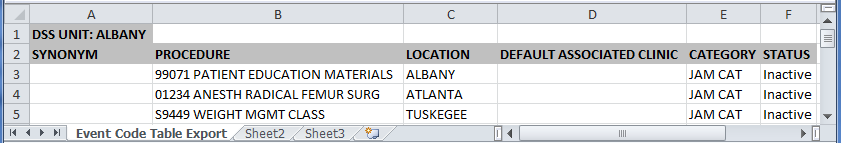 A B C D E F
1 DSS UNIT: ALBANY
2 SYNONYM PROCEDURE LOCATION DEFAULT ASSOCIATED CLINIC CATEGORY STATUS
3 99071 PATIENT EDUCATION MATERIALS ALBANY JAM CAT Inactive
4 01234 ANESTH RADICAL FEMUR SURG ATLANTA JAM CAT Inactive
5 S9449 WEIGHT MGMT CLASS TUSKEGEE JAM CAT Inactive
Event Code Table Export Sheet2 Sheet3